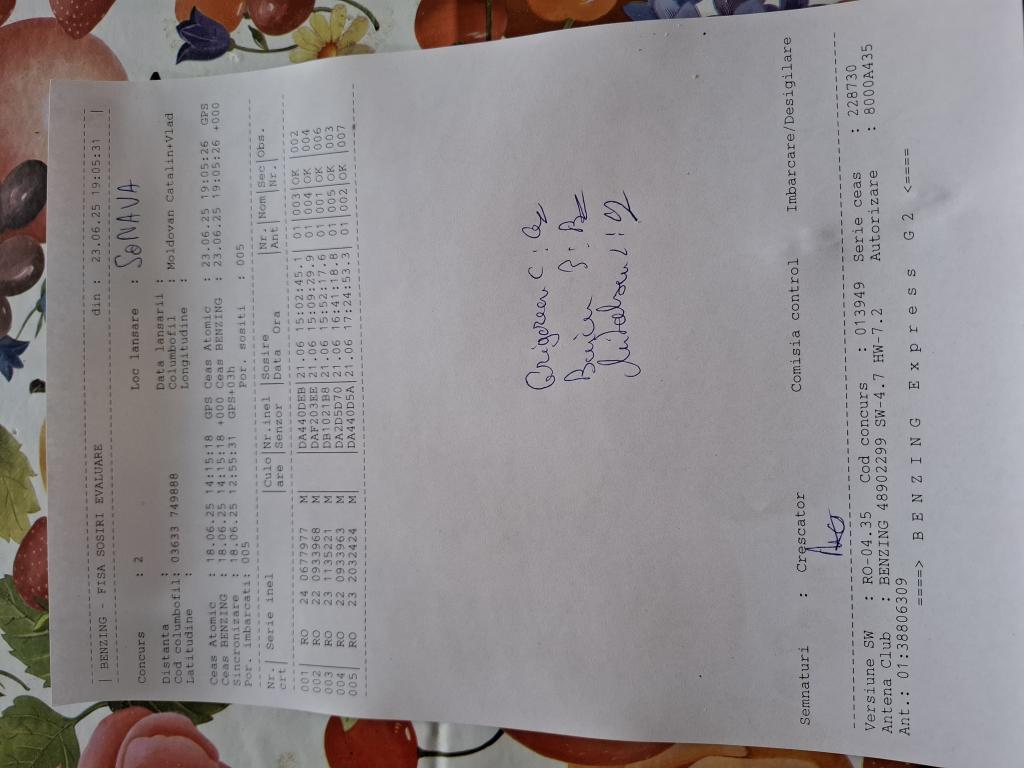 | BENZING - FISA SOSIRI EVALUARE din : 23.06.25 19:05:31 |
Concurs : 2 Loc lansare : SONAVA
Distanta : Data lansarii :
Cod columbofil: 03633 749888 Columbofil : Moldovan Catalin+Vlad
Latitudine : Longitudine :
Ceas Atomic : 18.06.25 14:15:18 GPS Ceas Atomic : 23.06.25 19:05:26 GPS
Ceas BENZING : 18.06.25 14:15:18 +000 Ceas BENZING : 23.06.25 19:05:26 +000
Sincronizare : 18.06.25 12:55:31 GPS+03h
Por. imbarcati: 005 Por. sositi : 005
Nr.| Serie inel |Culo|Nr.inel |Sosire |Nr.|Nom|Sec|Obs.
crt| |are |Senzor |Data Ora |Ant|Nr.|Nr.|
001| RO 24 0677977 M |DA440DEB|21.06 15:02:45.1| 01|003|OK |002
002| RO 22 0933968 M |DAF203EE|21.06 15:09:29.9| 01|004|OK |004
003| RO 23 1135221 M |DB1021B8|21.06 15:52:17.6| 01|001|OK |006
004| RO 22 0933963 M |DA2D5D70|21.06 16:41:18.8| 01|005|OK |003
005| RO 23 2032424 M |DA440D5A|21.06 17:24:53.3| 01|002|OK |007
Semnaturi : Crescator Comisia control Imbarcare/Desigilare
Versiune SW : RO-04.35 Cod concurs : 013949 Serie ceas : 228730
Antena Club : BENZING 48902299 SW-4.7 HW-7.2 Autorizare : 8000A435
Ant.: 01:38806309
====> B E N Z I N G E x p r e s s G 2 <====